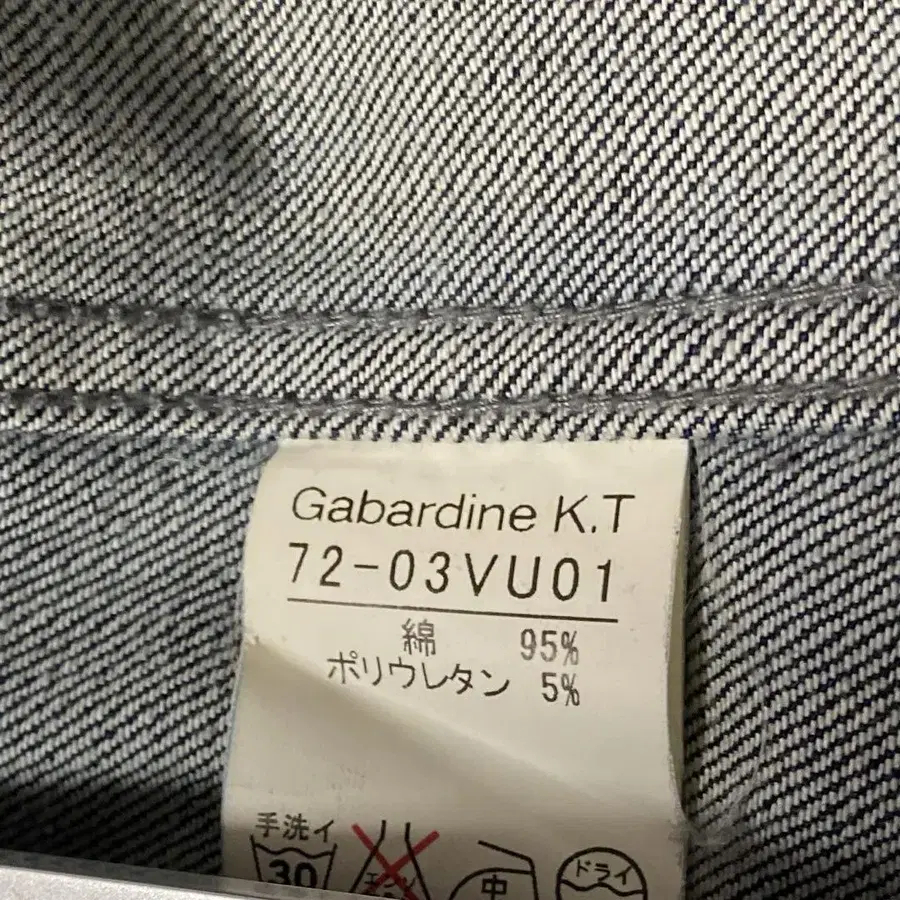 Gabardine K.T
72-03VU01
綿 95%
ポリウレタン 5%
手洗イ
30
中
ドライ